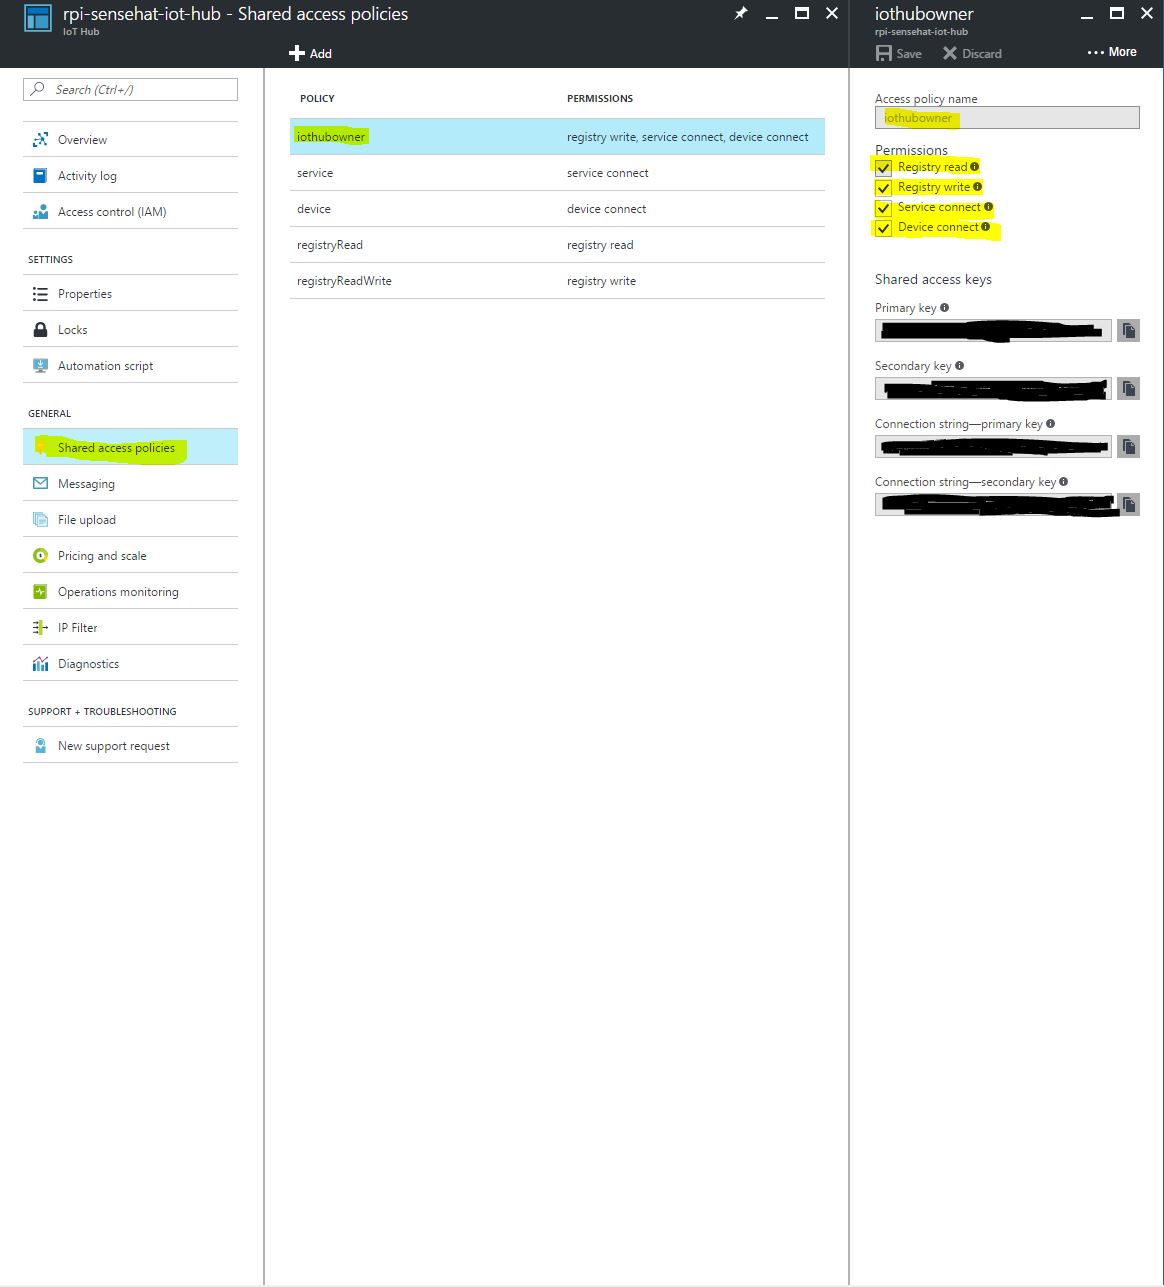 rpi-sensehat-iot-hub - Shared access policies
IoT Hub
Add
Search (Ctrl+/)
Overview
Activity log
Access control (IAM)
SETTINGS
Properties
Locks
Automation script
GENERAL
Shared access policies
Messaging
File upload
Pricing and scale
Operations monitoring
IP Filter
Diagnostics
SUPPORT + TROUBLESHOOTING
New support request
POLICY PERMISSIONS
iothubowner registry write, service connect, device connect
service service connect
device device connect
registryRead registry read
registryReadWrite registry write
iothubowner
rpi-sensehat-iot-hub
Save Discard More
Access policy name
iothubowner
Permissions
Registry read
Registry write
Service connect
Device connect
Shared access keys
Primary key
Secondary key
Connection string—primary key
Connection string—secondary key